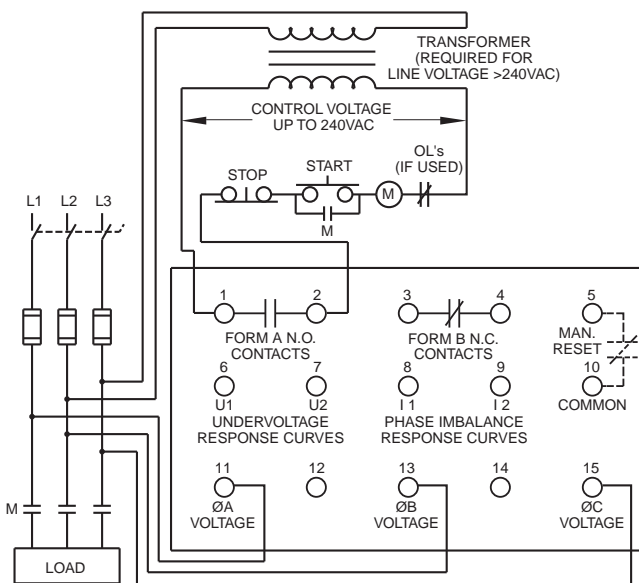 TRANSFORMER
(REQUIRED FOR
LINE VOLTAGE >240VAC)
CONTROL VOLTAGE
UP TO 240VAC
OL's
(IF USED)
STOP
START
M
M
L1 L2 L3
1 2 3 4 5
FORM A N.O.
CONTACTS
FORM B N.C.
CONTACTS
MAN.
RESET
6 7 8 9 10
U1 U2 I 1 I 2 COMMON
UNDERVOLTAGE
RESPONSE CURVES
PHASE IMBALANCE
RESPONSE CURVES
11 12 13 14 15
ØA
VOLTAGE
ØB
VOLTAGE
ØC
VOLTAGE
M
LOAD